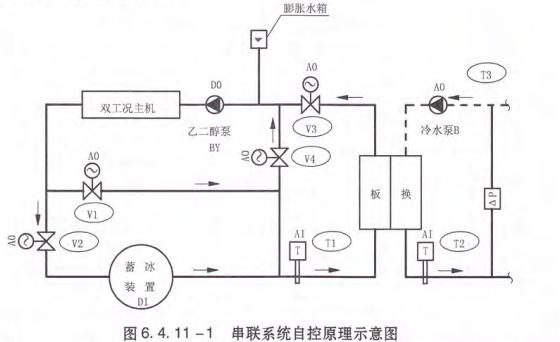 膨胀水箱
AO
DO
AO
T3
双工况主机
乙二醇泵
BY
V3
冷水泵B
AO
V4
AO
V1
板 换
ΔP
AO
V2
蓄冰
装置
DI
AI
T
T1
AI
T
T2
图6.4.11-1 串联系统自控原理示意图